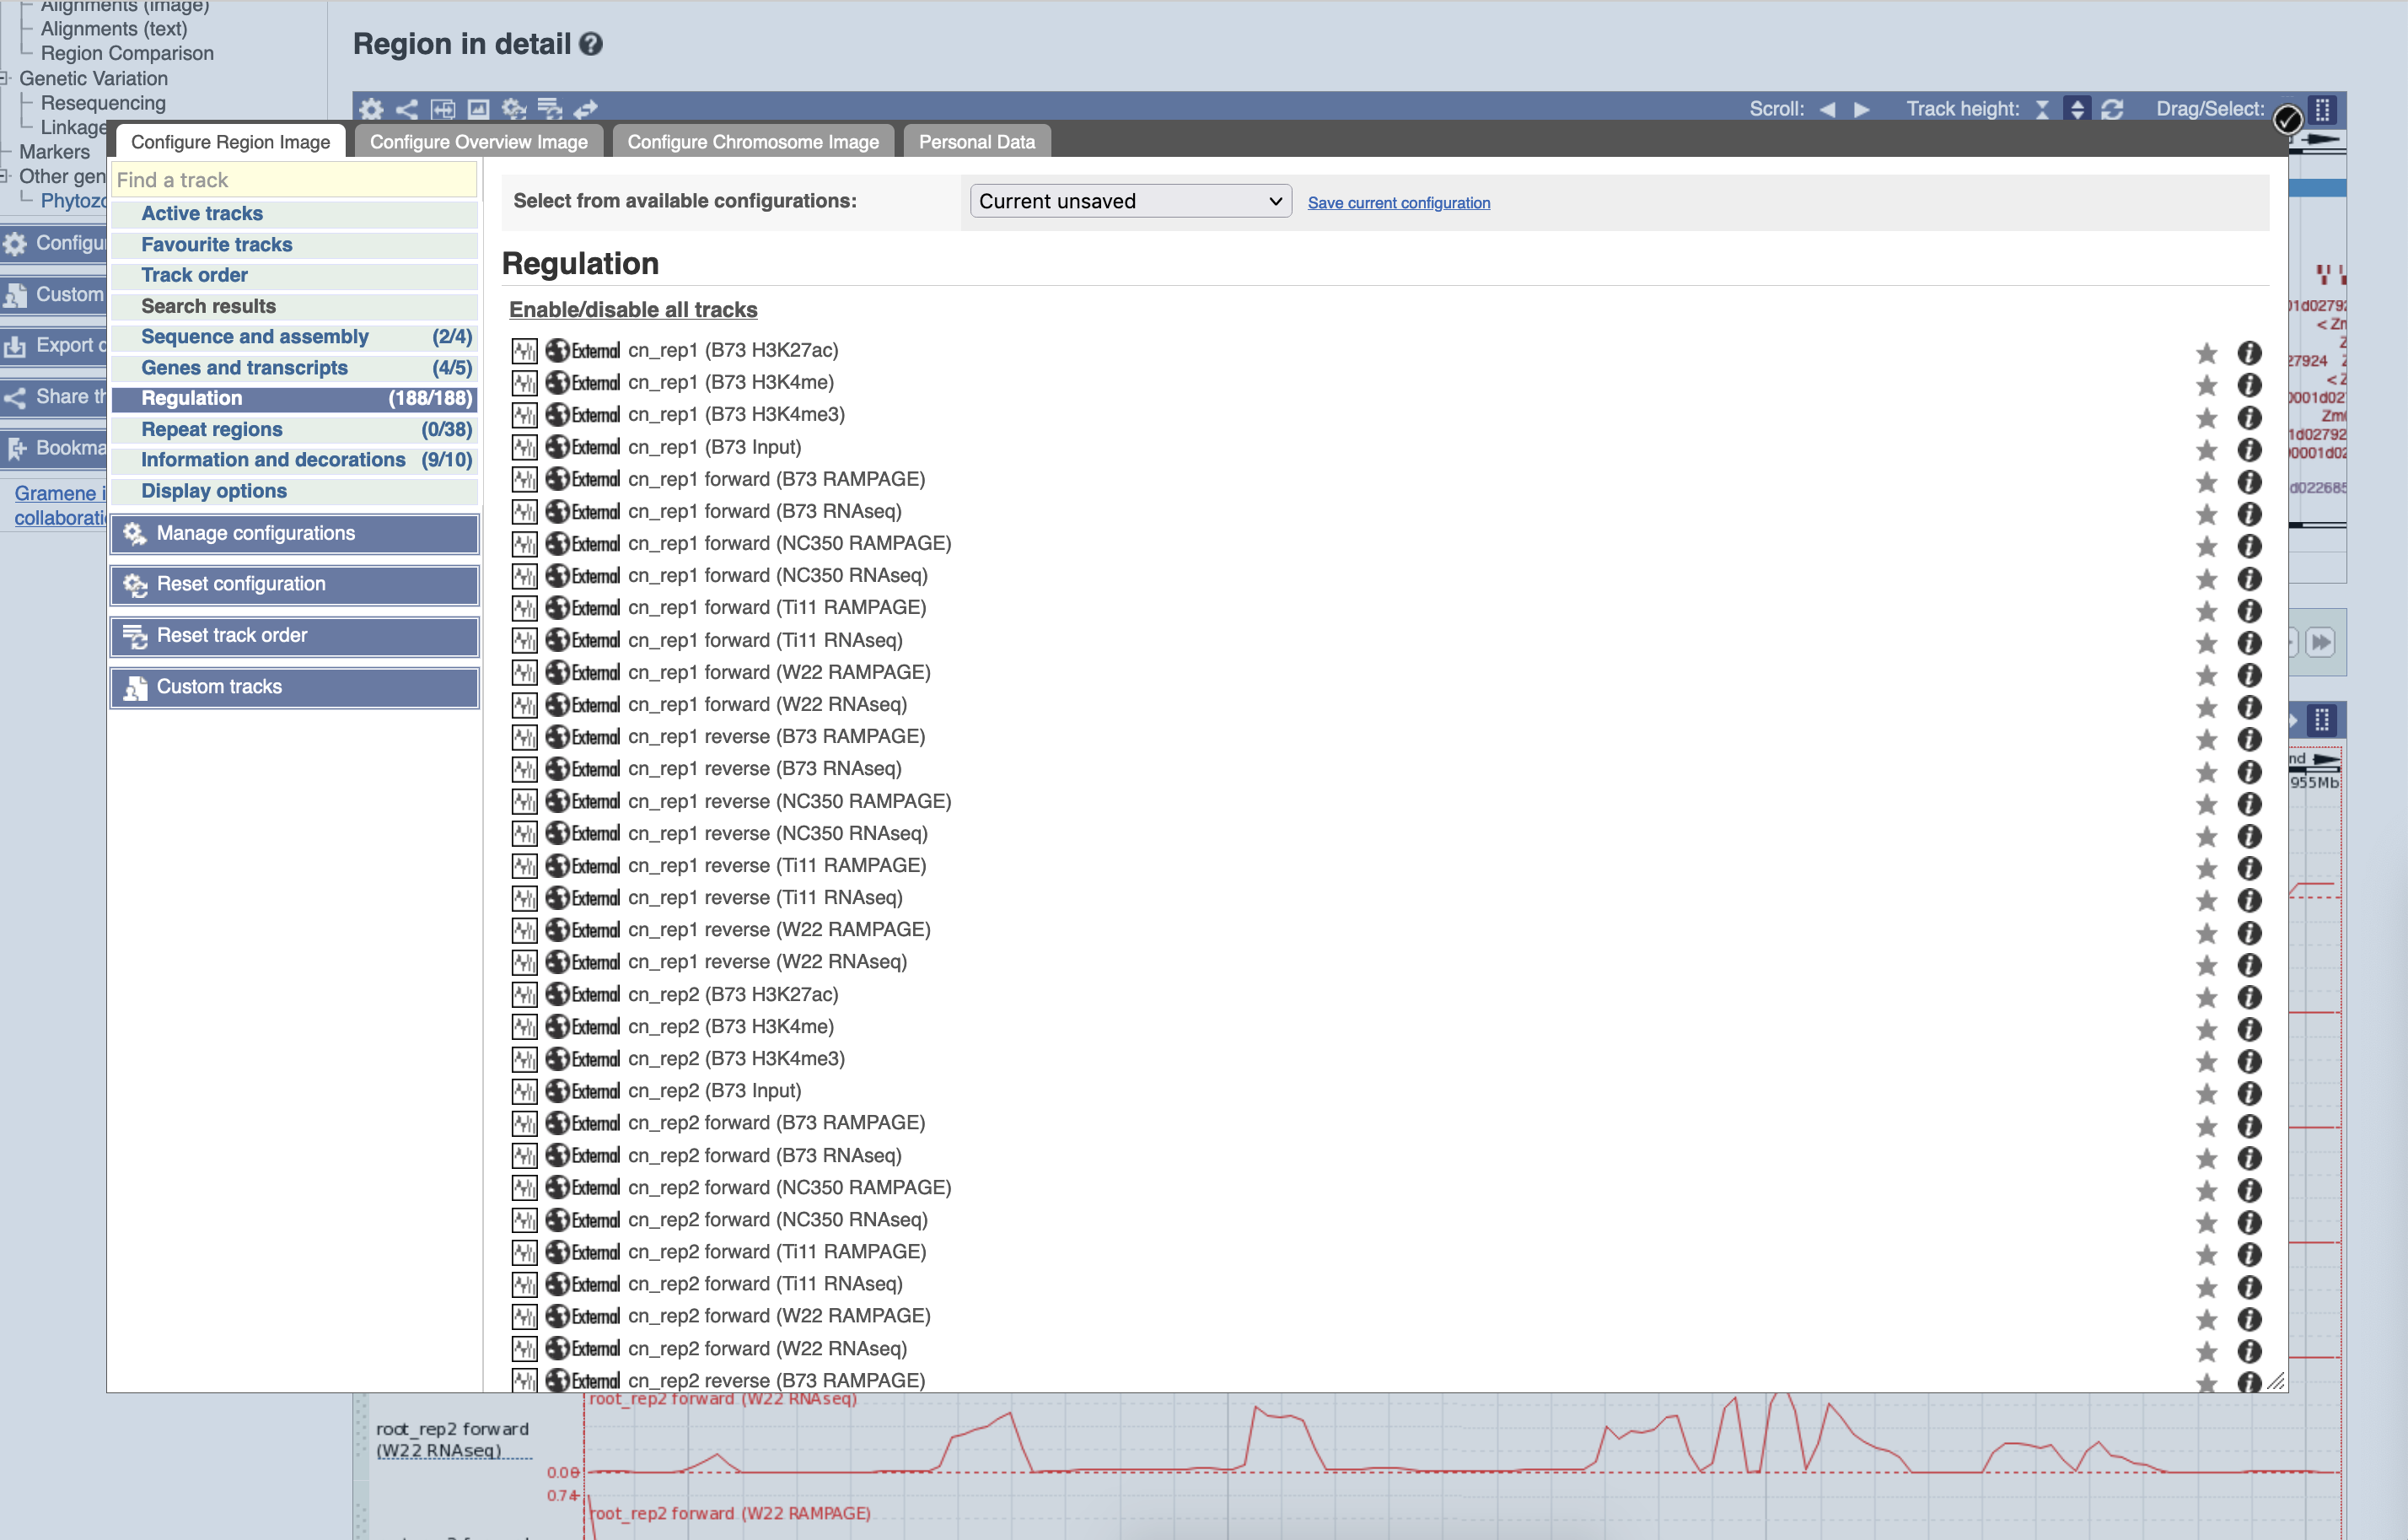 Alignments (image)
Alignments (text)
Region Comparison
Genetic Variation
Resequencing
Linkage
Markers
Other gen
Phytozo
Configu
Custom
Export
Share th
Bookma
Gramene i
collaborati
Region in detail
Scroll:
Track height:
Drag/Select:
Configure Region Image
Configure Overview Image
Configure Chromosome Image
Personal Data
Find a track
Active tracks
Favourite tracks
Track order
Search results
Sequence and assembly (2/4)
Genes and transcripts (4/5)
Regulation (188/188)
Repeat regions (0/38)
Information and decorations (9/10)
Display options
Manage configurations
Reset configuration
Reset track order
Custom tracks
Select from available configurations: Current unsaved Save current configuration
Regulation
Enable/disable all tracks
External cn_rep1 (B73 H3K27ac)
External cn_rep1 (B73 H3K4me)
External cn_rep1 (B73 H3K4me3)
External cn_rep1 (B73 Input)
External cn_rep1 forward (B73 RAMPAGE)
External cn_rep1 forward (B73 RNAseq)
External cn_rep1 forward (NC350 RAMPAGE)
External cn_rep1 forward (NC350 RNAseq)
External cn_rep1 forward (Ti11 RAMPAGE)
External cn_rep1 forward (Ti11 RNAseq)
External cn_rep1 forward (W22 RAMPAGE)
External cn_rep1 forward (W22 RNAseq)
External cn_rep1 reverse (B73 RAMPAGE)
External cn_rep1 reverse (B73 RNAseq)
External cn_rep1 reverse (NC350 RAMPAGE)
External cn_rep1 reverse (NC350 RNAseq)
External cn_rep1 reverse (Ti11 RAMPAGE)
External cn_rep1 reverse (Ti11 RNAseq)
External cn_rep1 reverse (W22 RAMPAGE)
External cn_rep1 reverse (W22 RNAseq)
External cn_rep2 (B73 H3K27ac)
External cn_rep2 (B73 H3K4me)
External cn_rep2 (B73 H3K4me3)
External cn_rep2 (B73 Input)
External cn_rep2 forward (B73 RAMPAGE)
External cn_rep2 forward (B73 RNAseq)
External cn_rep2 forward (NC350 RAMPAGE)
External cn_rep2 forward (NC350 RNAseq)
External cn_rep2 forward (Ti11 RAMPAGE)
External cn_rep2 forward (Ti11 RNAseq)
External cn_rep2 forward (W22 RAMPAGE)
External cn_rep2 forward (W22 RNAseq)
External cn_rep2 reverse (B73 RAMPAGE)
1d02792
< Zm
27924
< Z
0001d02
Zm
1d02792
0001d02
d022685
nd
955Mb
root_rep2 forward (W22 RNAseq)
root_rep2 forward
(W22 RNAseq)
0.00
0.74
root_rep2 forward (W22 RAMPAGE)